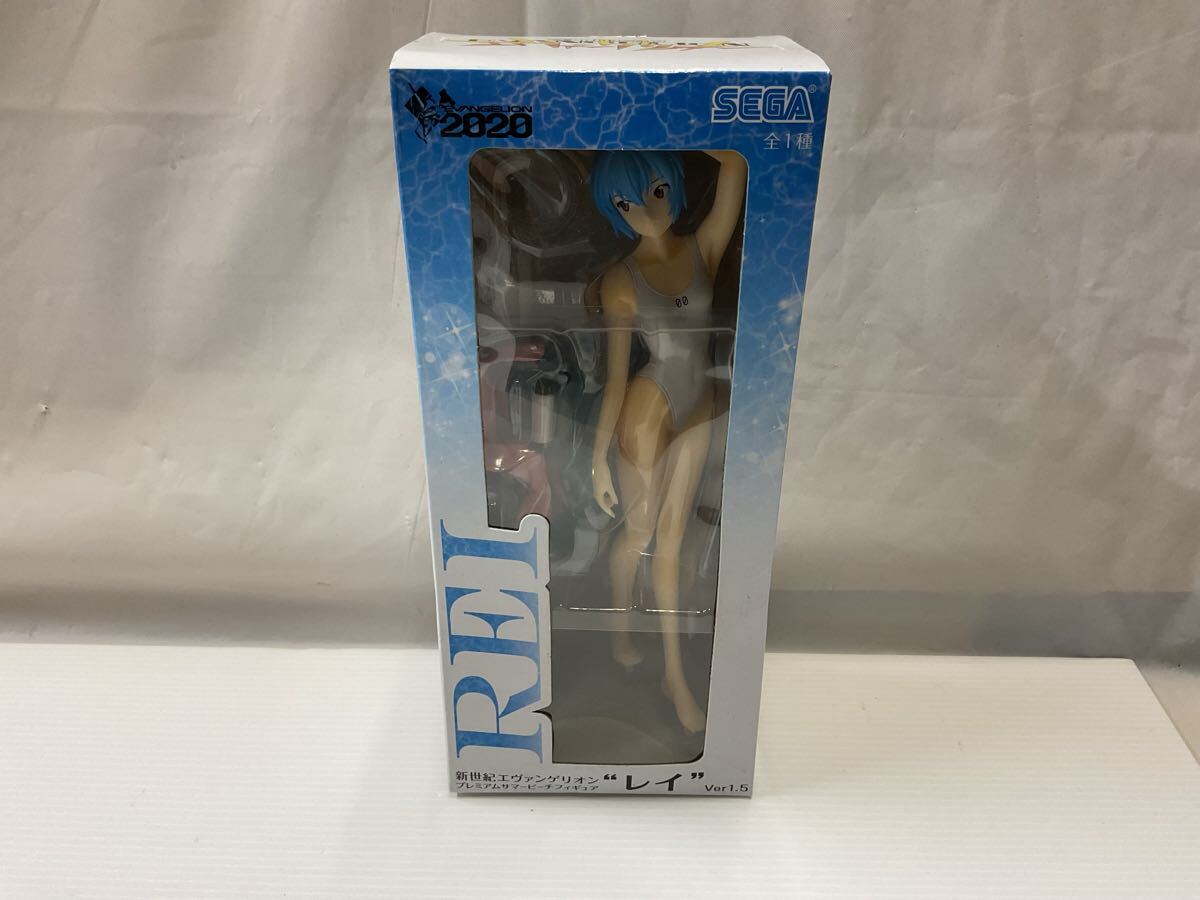 EVANGELION
2020
SEGA®
全1種
00
REI
新世紀エヴァンゲリオン
プレミアムサマービーチフィギュア
“レイ”
Ver1.5